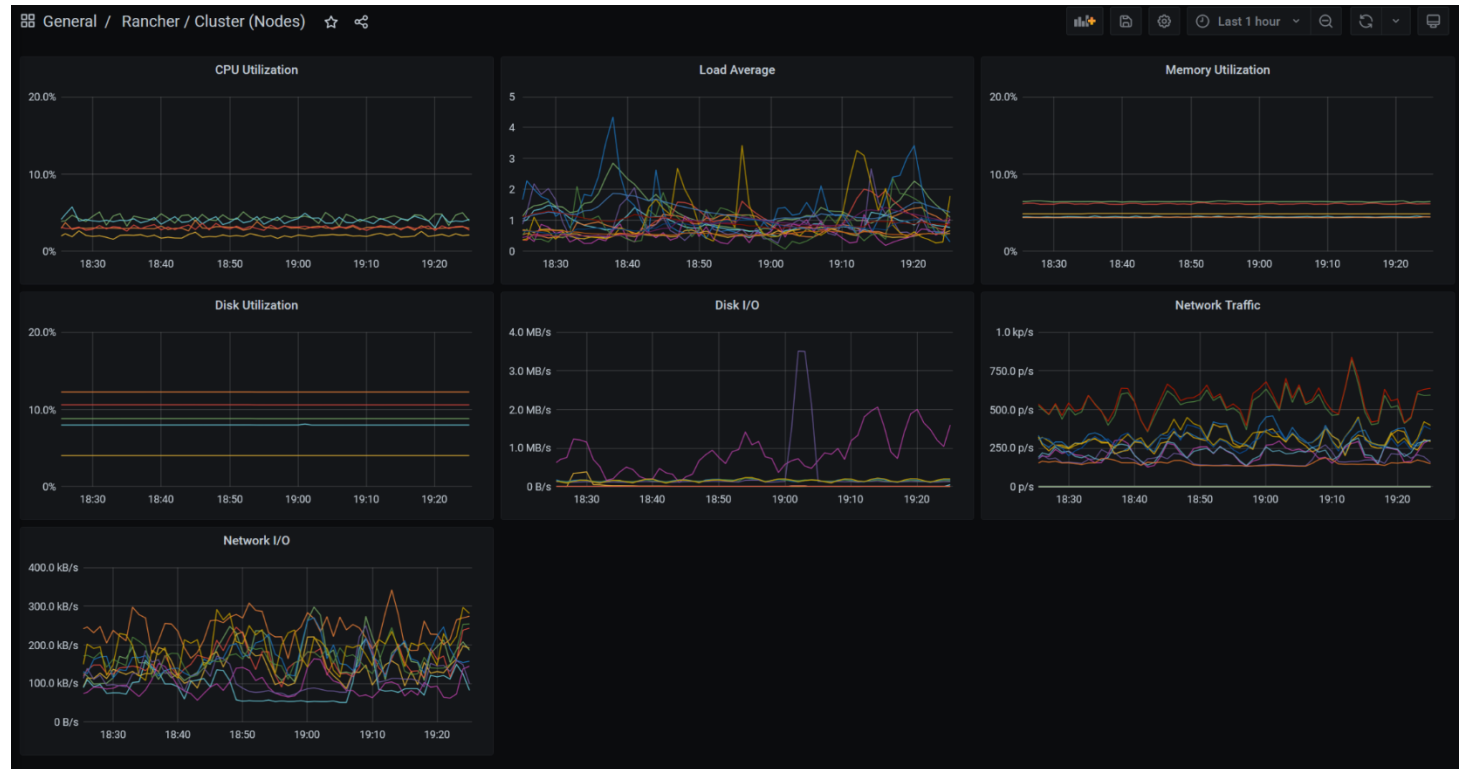 General / Rancher / Cluster (Nodes)
Last 1 hour
CPU Utilization
20.0%
10.0%
0%
18:30 18:40 18:50 19:00 19:10 19:20
Load Average
5
4
3
2
1
0
18:30 18:40 18:50 19:00 19:10 19:20
Memory Utilization
20.0%
10.0%
0%
18:30 18:40 18:50 19:00 19:10 19:20
Disk Utilization
20.0%
10.0%
0%
18:30 18:40 18:50 19:00 19:10 19:20
Disk I/O
4.0 MB/s
3.0 MB/s
2.0 MB/s
1.0 MB/s
0 B/s
18:30 18:40 18:50 19:00 19:10 19:20
Network Traffic
1.0 kp/s
750.0 p/s
500.0 p/s
250.0 p/s
0 p/s
18:30 18:40 18:50 19:00 19:10 19:20
Network I/O
400.0 kB/s
300.0 kB/s
200.0 kB/s
100.0 kB/s
0 B/s
18:30 18:40 18:50 19:00 19:10 19:20